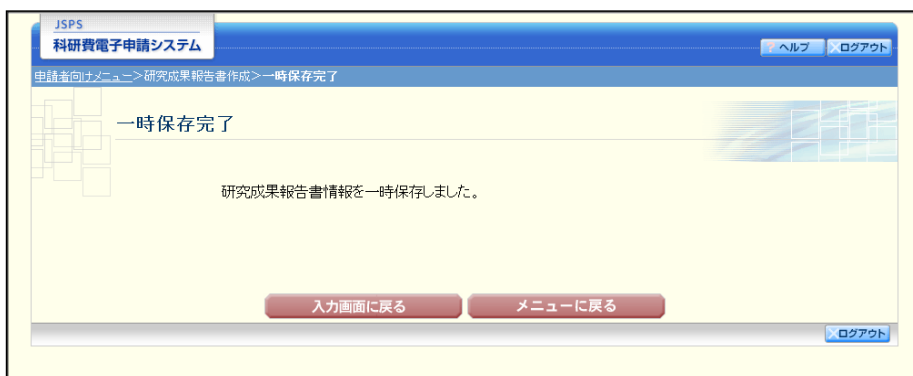 JSPS
科研費電子申請システム
? ヘルプ
×ログアウト
申請者向けメニュー>研究成果報告書作成>一時保存完了
一時保存完了
研究成果報告書情報を一時保存しました。
入力画面に戻る
メニューに戻る
×ログアウト